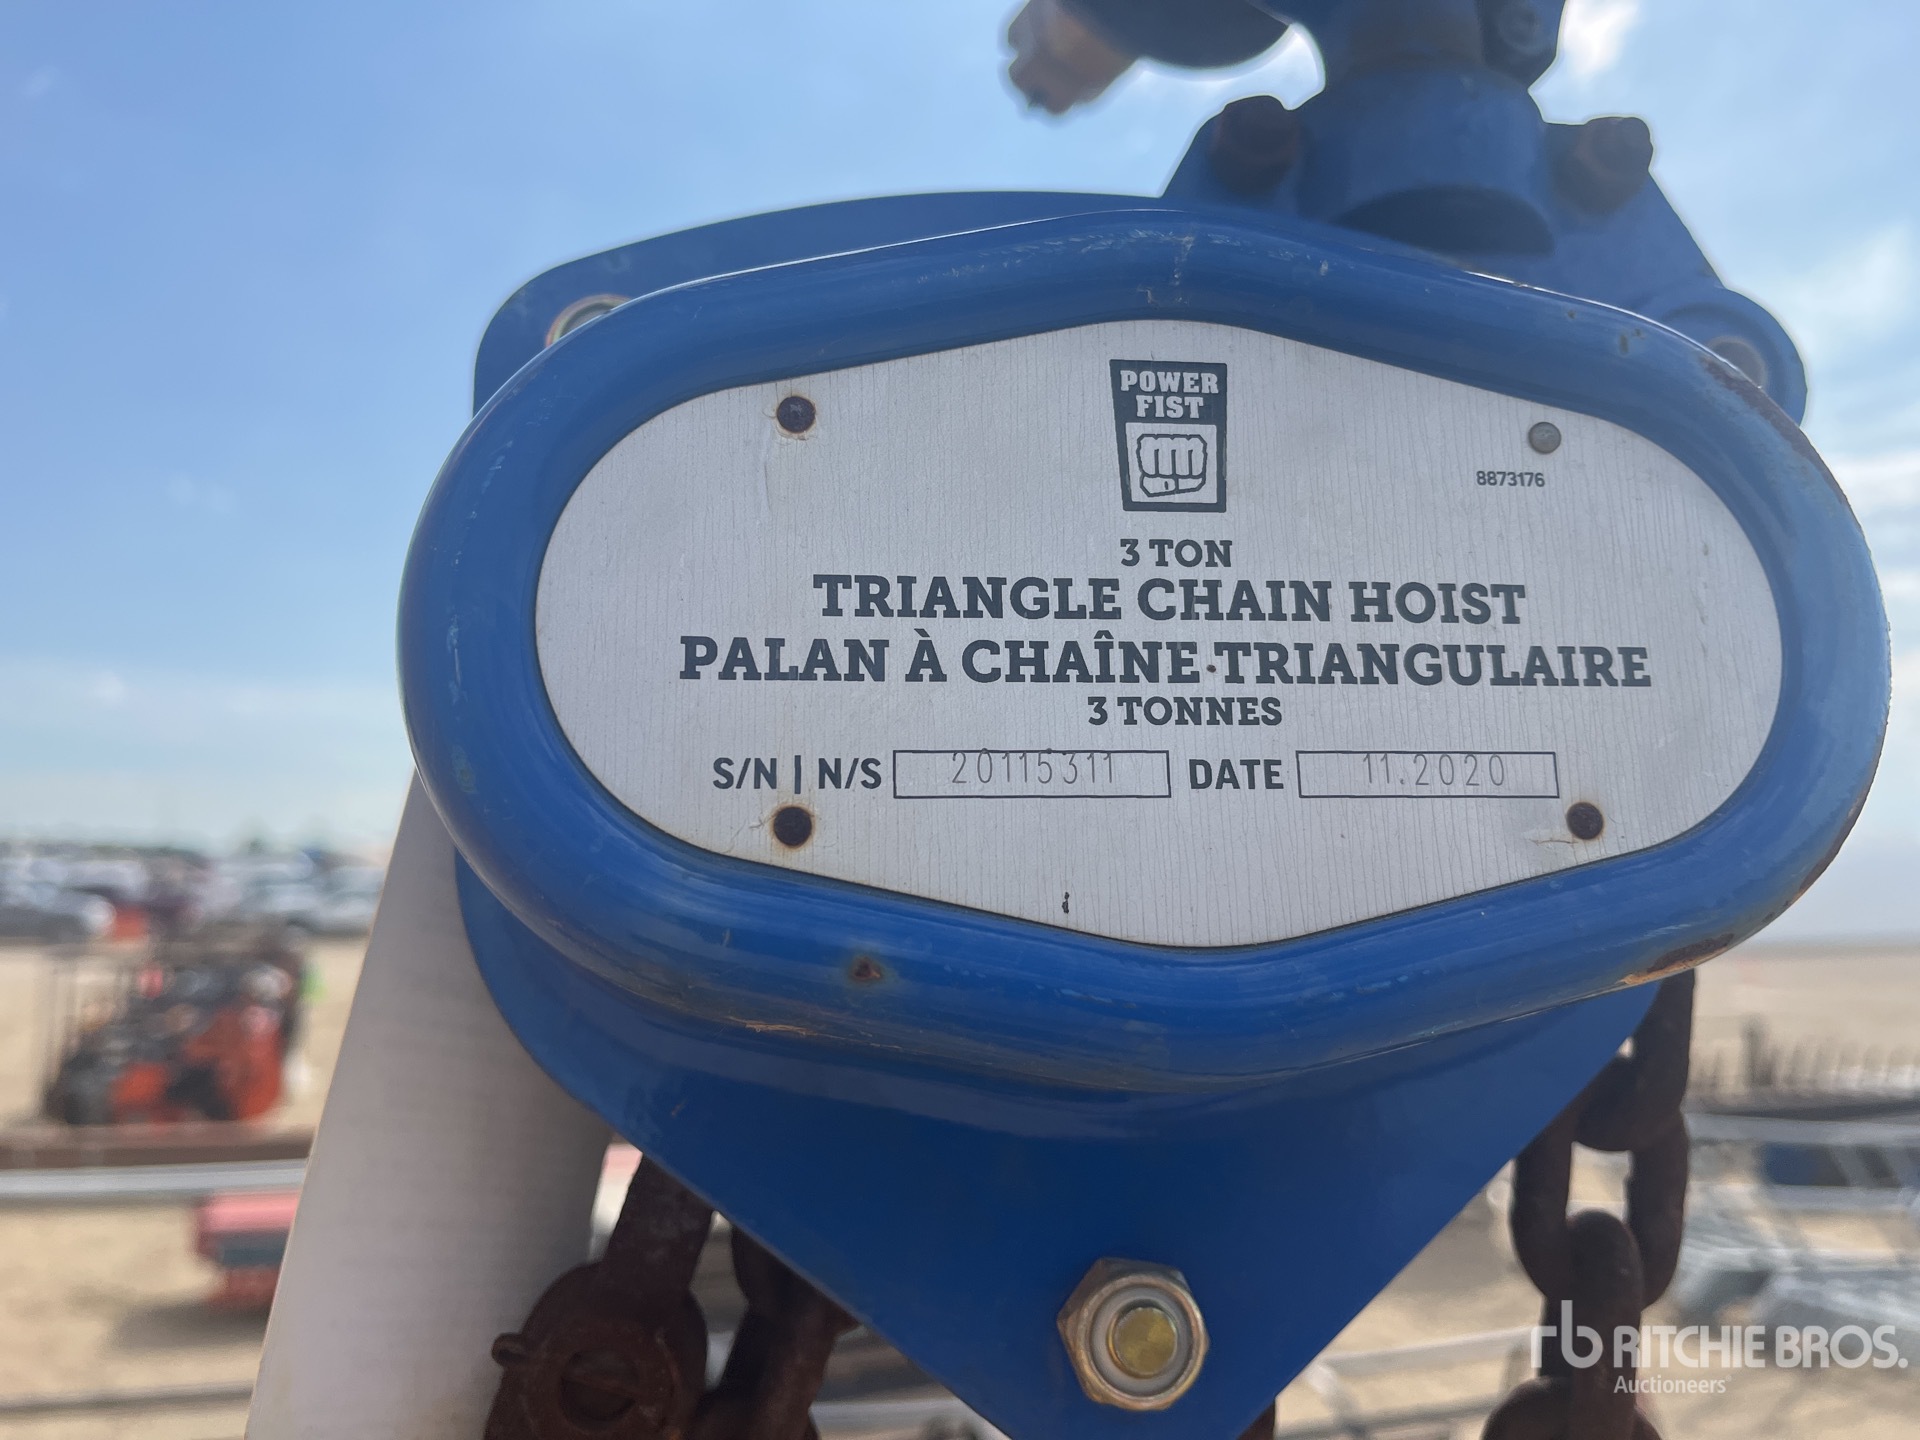 POWER
FIST
8873176
3 TON
TRIANGLE CHAIN HOIST
PALAN À CHAÎNE TRIANGULAIRE
3 TONNES
S/N | N/S 20115311 DATE 11.2020
rb RITCHIE BROS.
Auctioneers